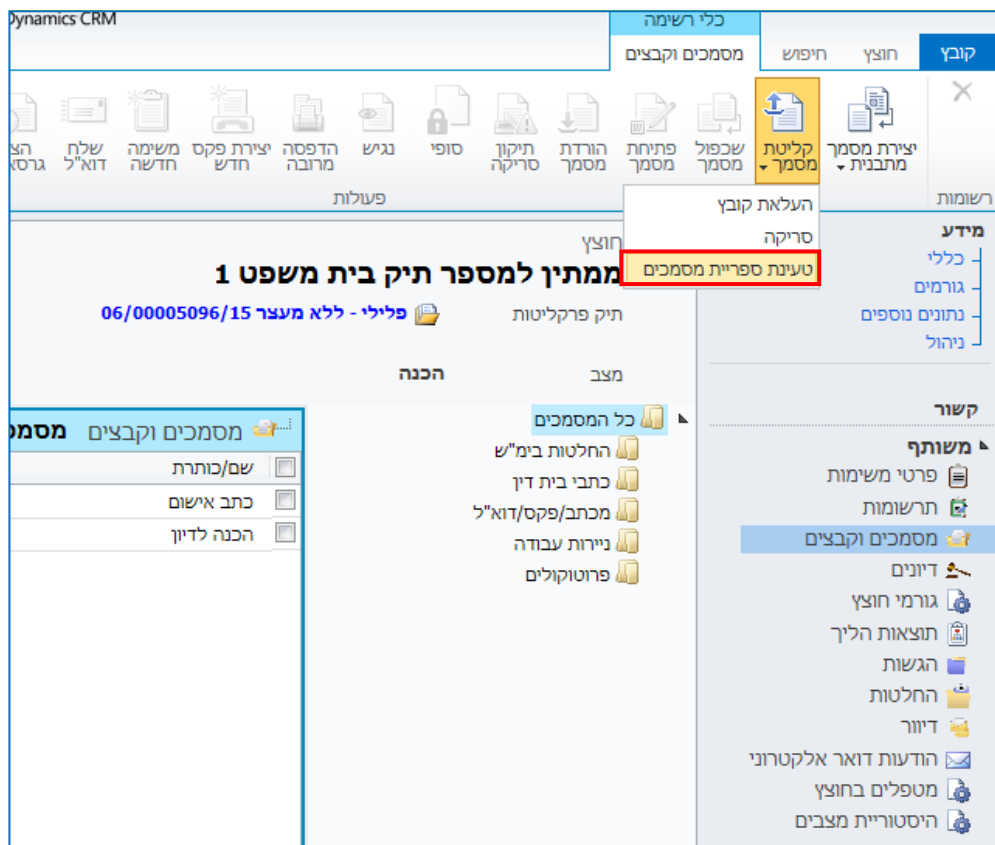 Dynamics CRM
כלי רשימה
קובץ
חוצץ
חיפוש
מסמכים וקבצים
יצירת מסמך מתבנית
קליטת מסמך
שכפול מסמך
פתיחת מסמך
הורדת מסמך
תיקון סריקה
סופי
נגיש
הדפסה מרובה
יצירת פקס חדש
משימה חדשה
שלח דוא"ל
רשומות
פעולות
העלאת קובץ
סריקה
טעינת ספריית מסמכים
מידע
כללי
גורמים
נתונים נוספים
ניהול
קשור
משותף
פרטי משימות
תרשומות
מסמכים וקבצים
דיונים
גורמי חוצץ
תוצאות הליך
הגשות
החלטות
דיוור
הודעות דואר אלקטרוני
מטפלים בחוצץ
היסטוריית מצבים
חוצץ
ממתין למספר תיק בית משפט 1
תיק פרקליטות
פלילי - ללא מעצר 06/00005096/15
מצב
הכנה
כל המסמכים
החלטות בימ"ש
כתבי בית דין
מכתב/פקס/דוא"ל
ניירות עבודה
פרוטוקולים
מסמכים וקבצים
שם/כותרת
כתב אישום
הכנה לדיון